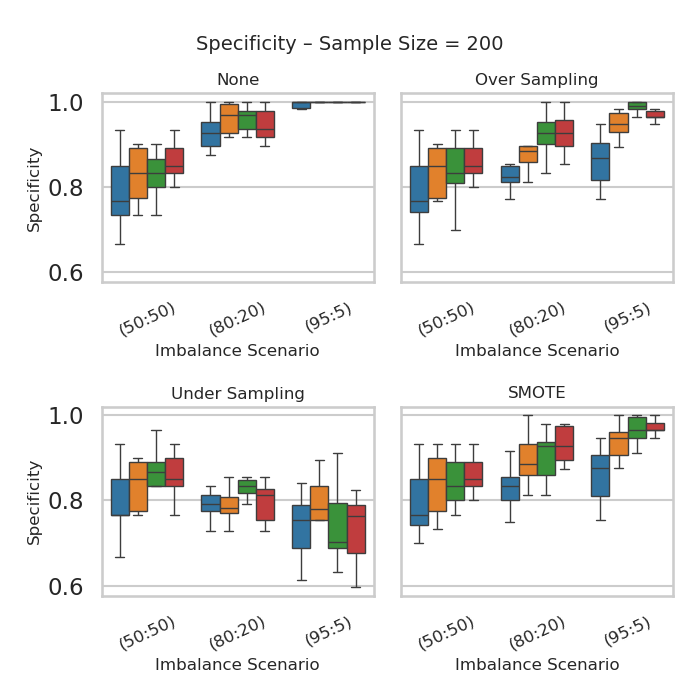 Specificity – Sample Size = 200
None
Over Sampling
1.0
0.8
0.6
Specificity
(50:50)
(80:20)
(95:5)
Imbalance Scenario
(50:50)
(80:20)
(95:5)
Imbalance Scenario
Under Sampling
SMOTE
1.0
0.8
0.6
Specificity
(50:50)
(80:20)
(95:5)
Imbalance Scenario
(50:50)
(80:20)
(95:5)
Imbalance Scenario